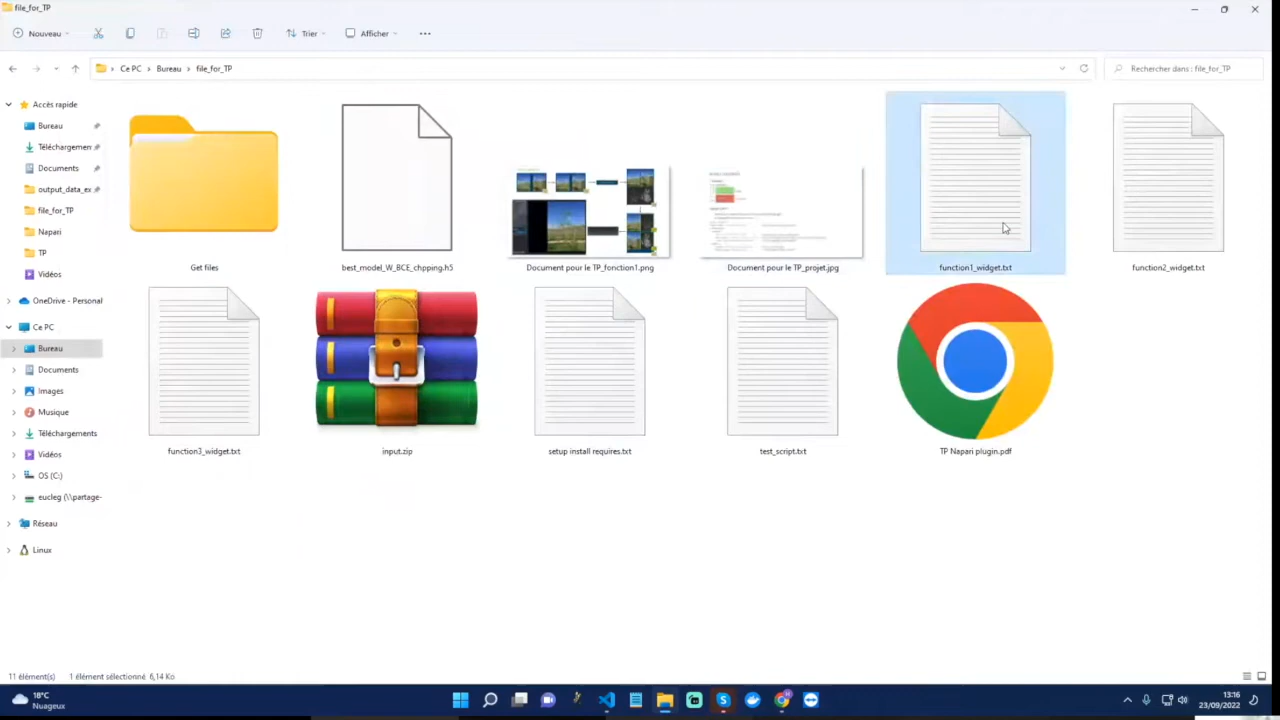 file_for_TP
Nouveau
Trier
Afficher
Ce PC > Bureau > file_for_TP
Rechercher dans : file_for_TP
Accès rapide
Bureau
Téléchargemen
Documents
output_data_ex
file_for_TP
Napari
TP
Vidéos
OneDrive - Personal
Ce PC
Bureau
Documents
Images
Musique
Téléchargements
Vidéos
OS (C:)
eucleg (\\partage-
Réseau
Linux
Get files
best_model_W_BCE_chpping.h5
Document pour le TP_fonction1.png
Document pour le TP_projet.jpg
function1_widget.txt
function2_widget.txt
function3_widget.txt
input.zip
setup install requires.txt
test_script.txt
TP Napari plugin.pdf
11 élément(s) 1 élément sélectionné 6,14 Ko
18°C
Nuageux
13:16
23/09/2022